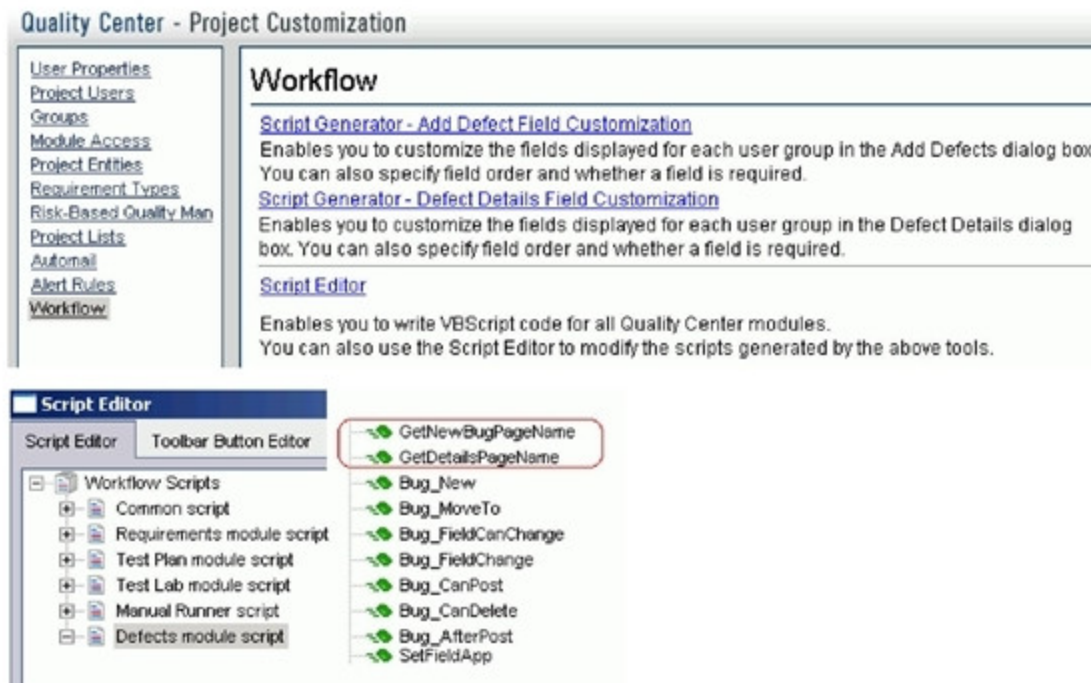 Quality Center - Project Customization
User Properties
Project Users
Groups
Module Access
Project Entities
Requirement Types
Risk-Based Quality Man
Project Lists
Automail
Alert Rules
Workflow
Workflow
Script Generator - Add Defect Field Customization
Enables you to customize the fields displayed for each user group in the Add Defects dialog box
You can also specify field order and whether a field is required.
Script Generator - Defect Details Field Customization
Enables you to customize the fields displayed for each user group in the Defect Details dialog
box. You can also specify field order and whether a field is required.
Script Editor
Enables you to write VBScript code for all Quality Center modules.
You can also use the Script Editor to modify the scripts generated by the above tools.
Script Editor
Script Editor
Toolbar Button Editor
Workflow Scripts
Common script
Requirements module script
Test Plan module script
Test Lab module script
Manual Runner script
Defects module script
GetNewBugPageName
GetDetailsPageName
Bug_New
Bug_MoveTo
Bug_FieldCanChange
Bug_FieldChange
Bug_CanPost
Bug_CanDelete
Bug_AfterPost
SetFieldApp